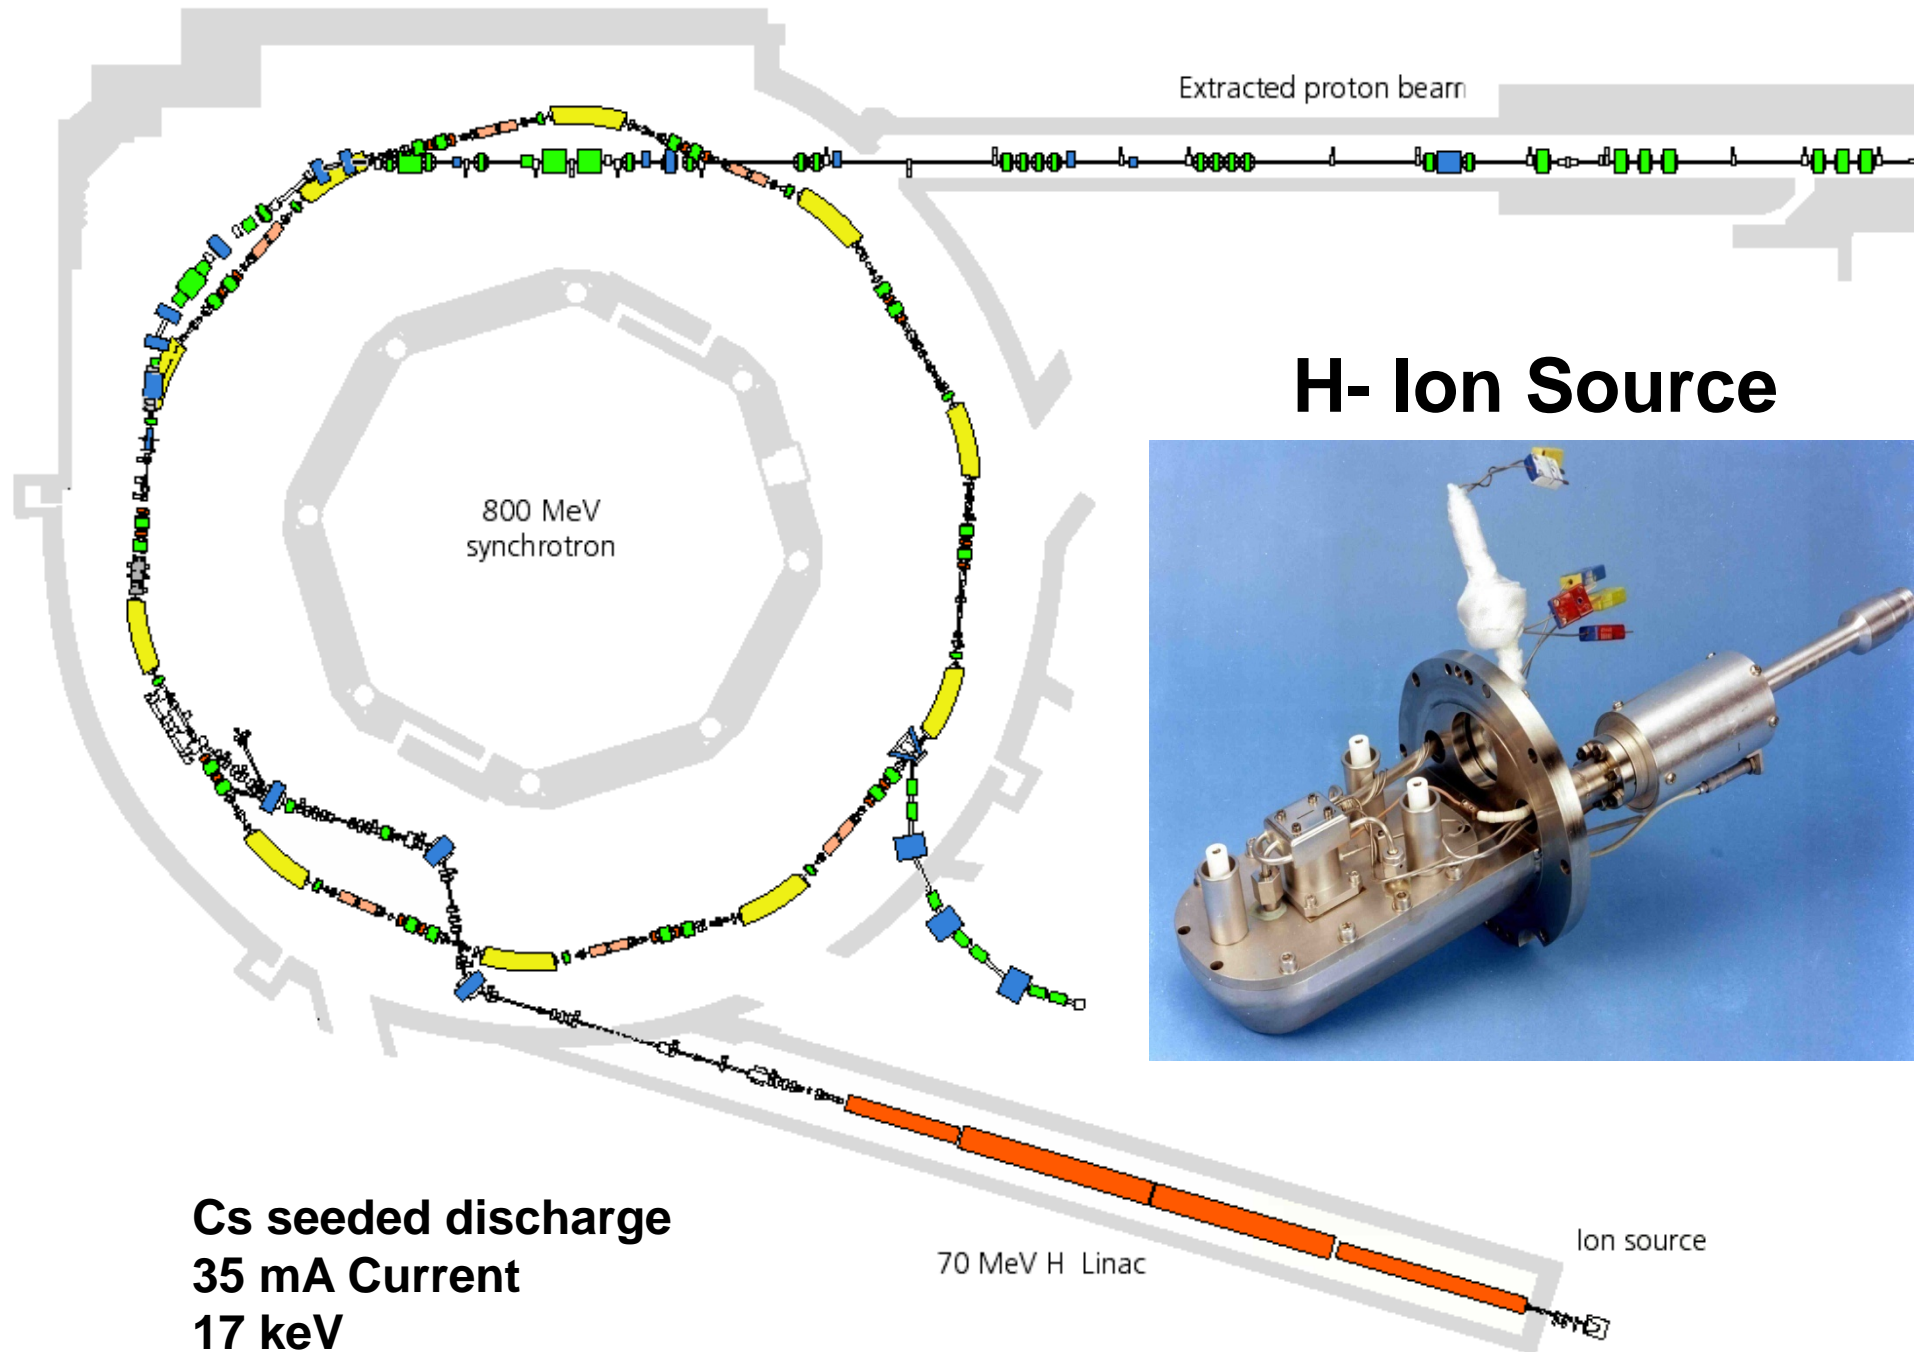 Extracted proton beam
H- Ion Source
800 MeV
synchrotron
Cs seeded discharge
35 mA Current
17 keV
70 MeV H Linac
Ion source